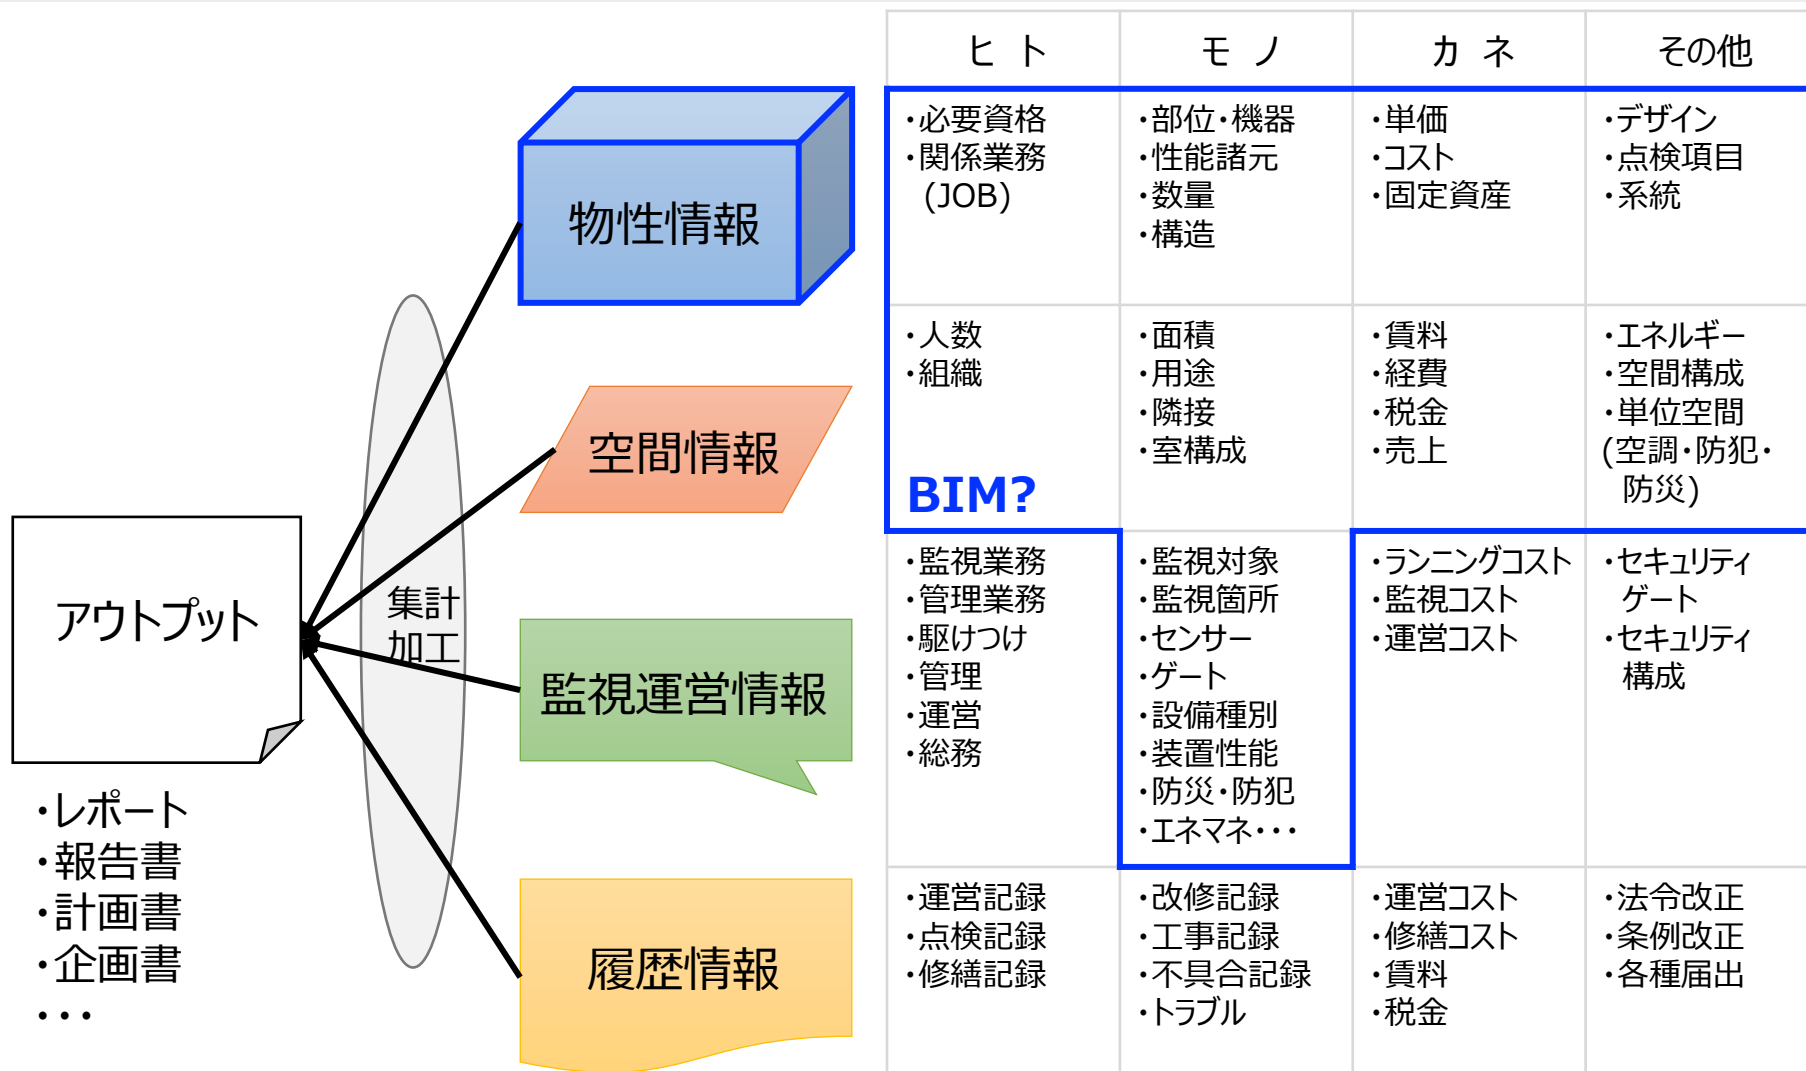 ヒ ト
モ ノ
カ ネ
その他
物性情報
・必要資格
・関係業務
(JOB)
・部位・機器
・性能諸元
・数量
・構造
・単価
・コスト
・固定資産
・デザイン
・点検項目
・系統
空間情報
・人数
・組織
BIM?
・面積
・用途
・隣接
・室構成
・賃料
・経費
・税金
・売上
・エネルギー
・空間構成
・単位空間
(空調・防犯・
防災)
監視運営情報
・監視業務
・管理業務
・駆けつけ
・管理
・運営
・総務
・監視対象
・監視箇所
・センサー
・ゲート
・設備種別
・装置性能
・防災・防犯
・エネマネ・・・
・ランニングコスト
・監視コスト
・運営コスト
・セキュリティ
ゲート
・セキュリティ
構成
履歴情報
・運営記録
・点検記録
・修繕記録
・改修記録
・工事記録
・不具合記録
・トラブル
・運営コスト
・修繕コスト
・賃料
・税金
・法令改正
・条例改正
・各種届出
集計
加工
アウトプット
・レポート
・報告書
・計画書
・企画書
・・・